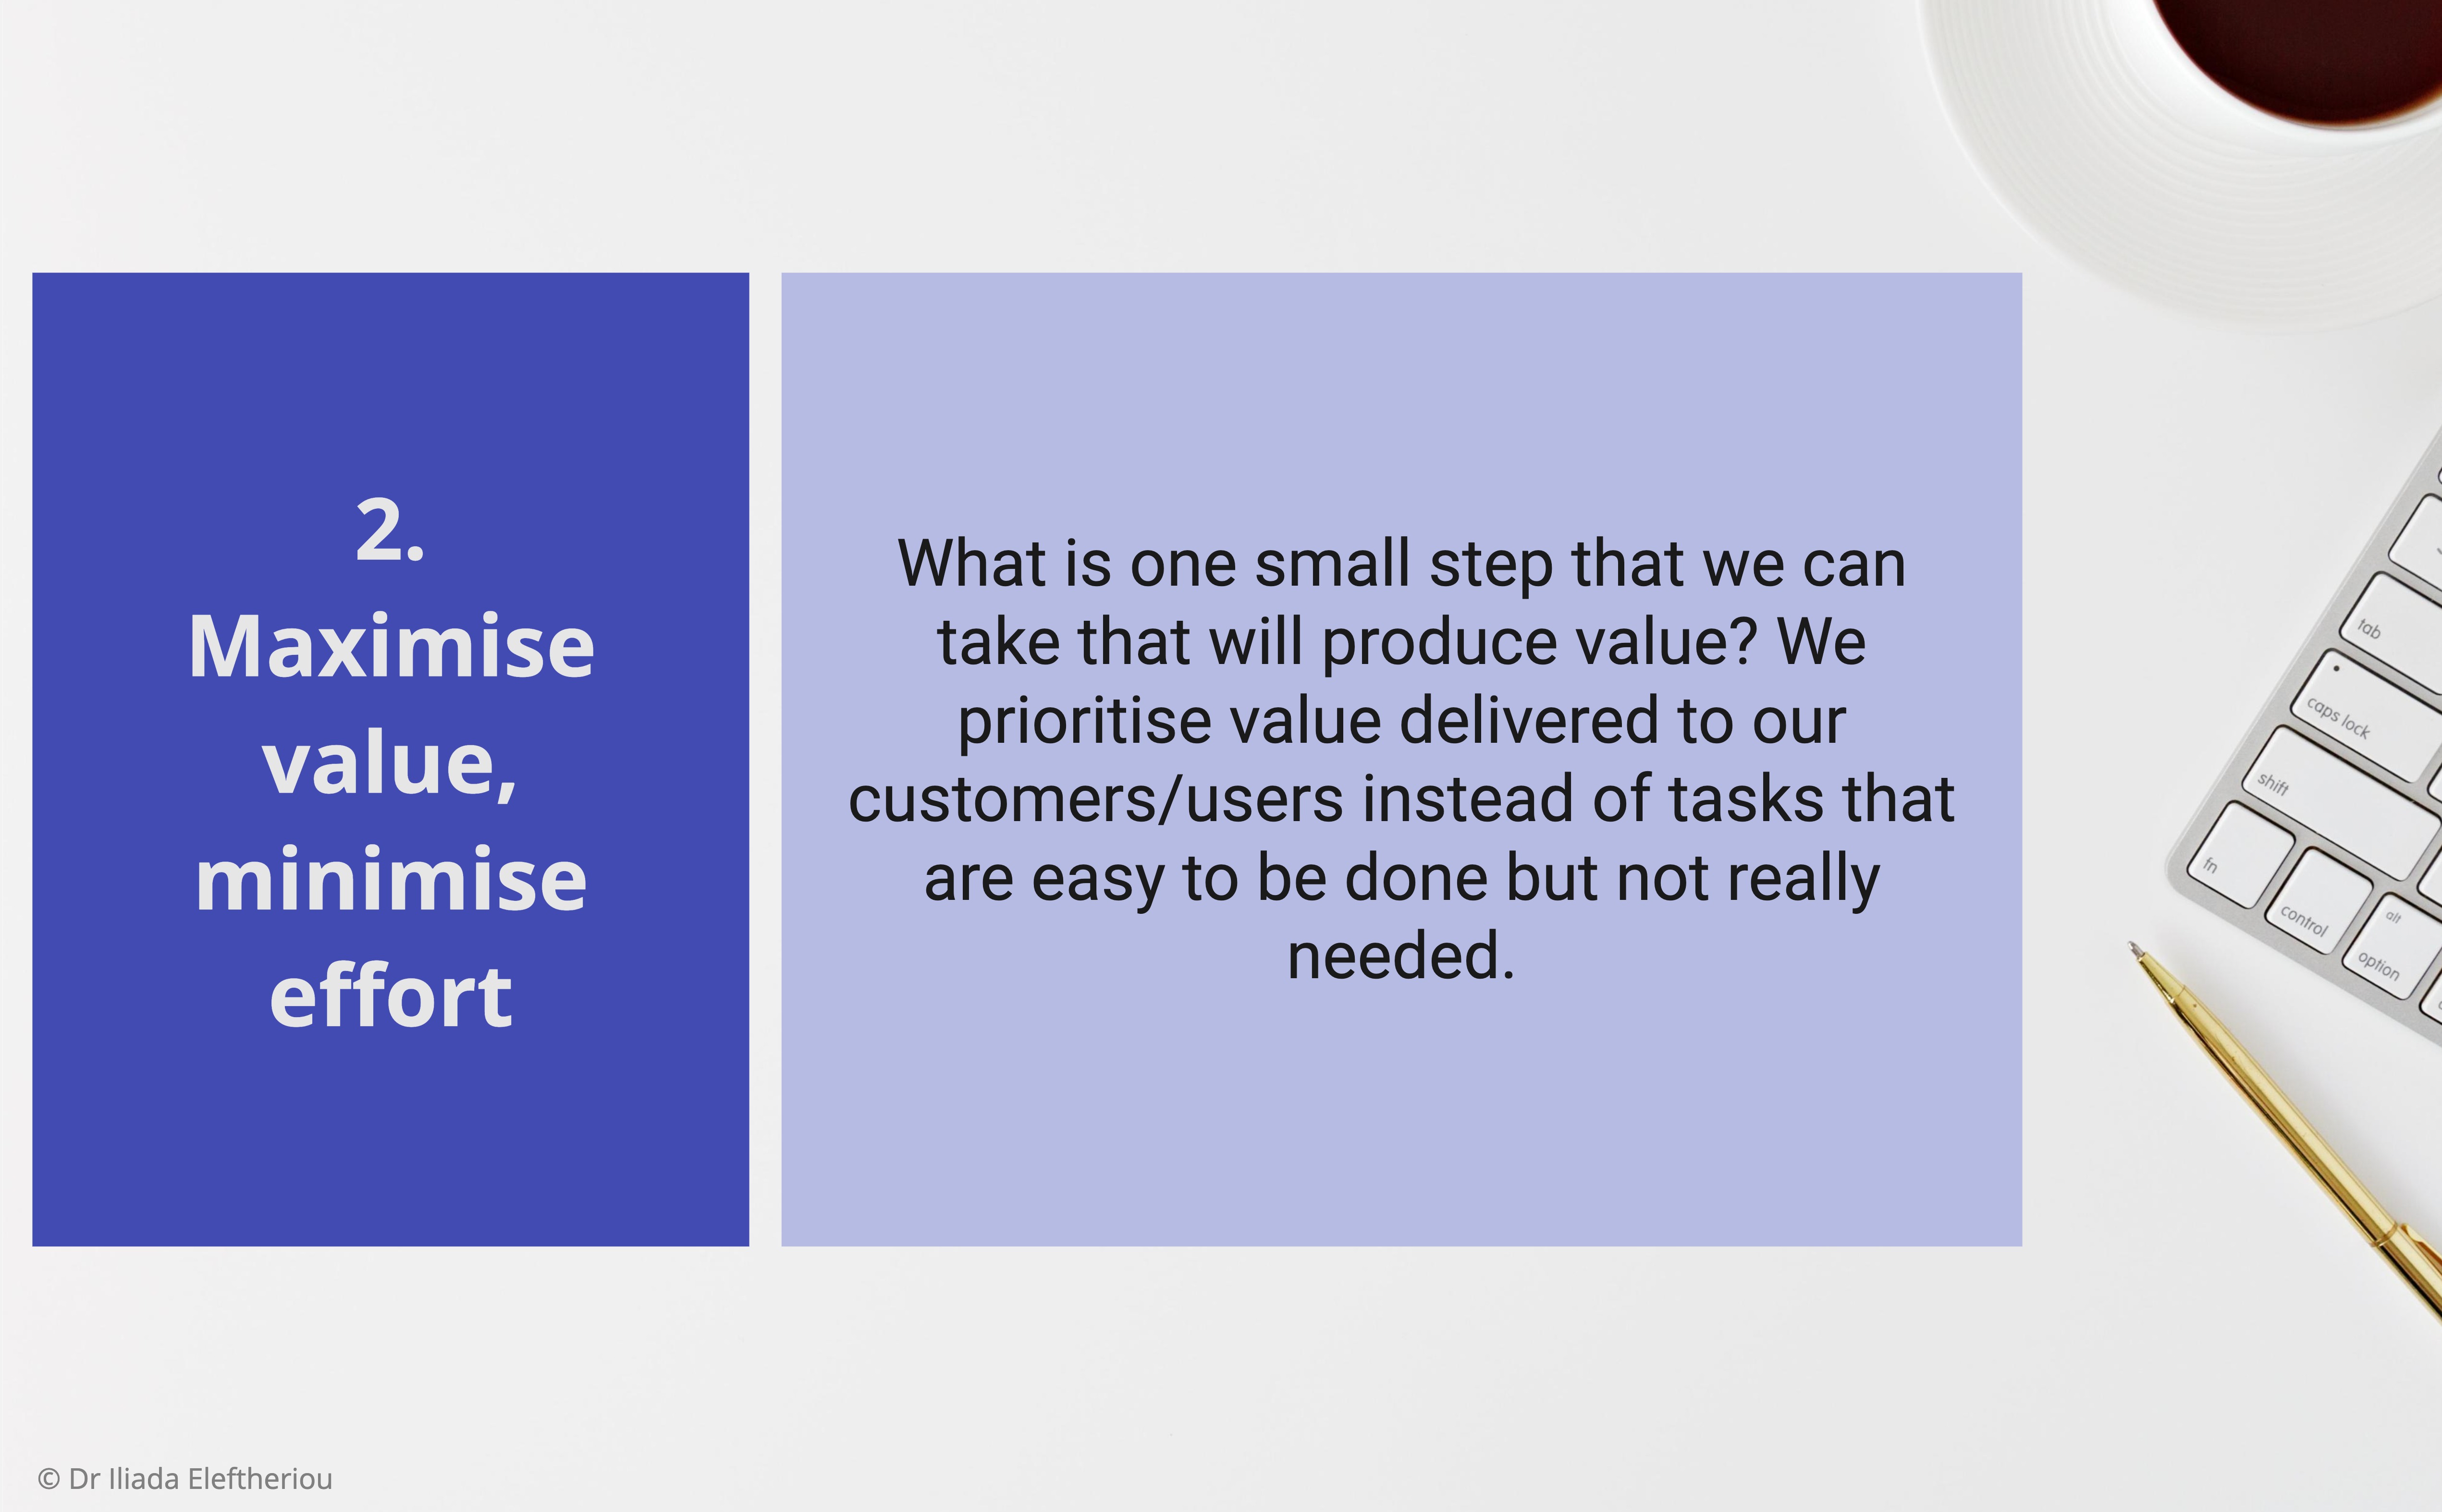 2.
Maximise
value,
minimise
effort
What is one small step that we can
take that will produce value? We
prioritise value delivered to our
customers/users instead of tasks that
are easy to be done but not really
needed.
tab
caps lock
shift
fn
control
alt
option
© Dr Iliada Eleftheriou